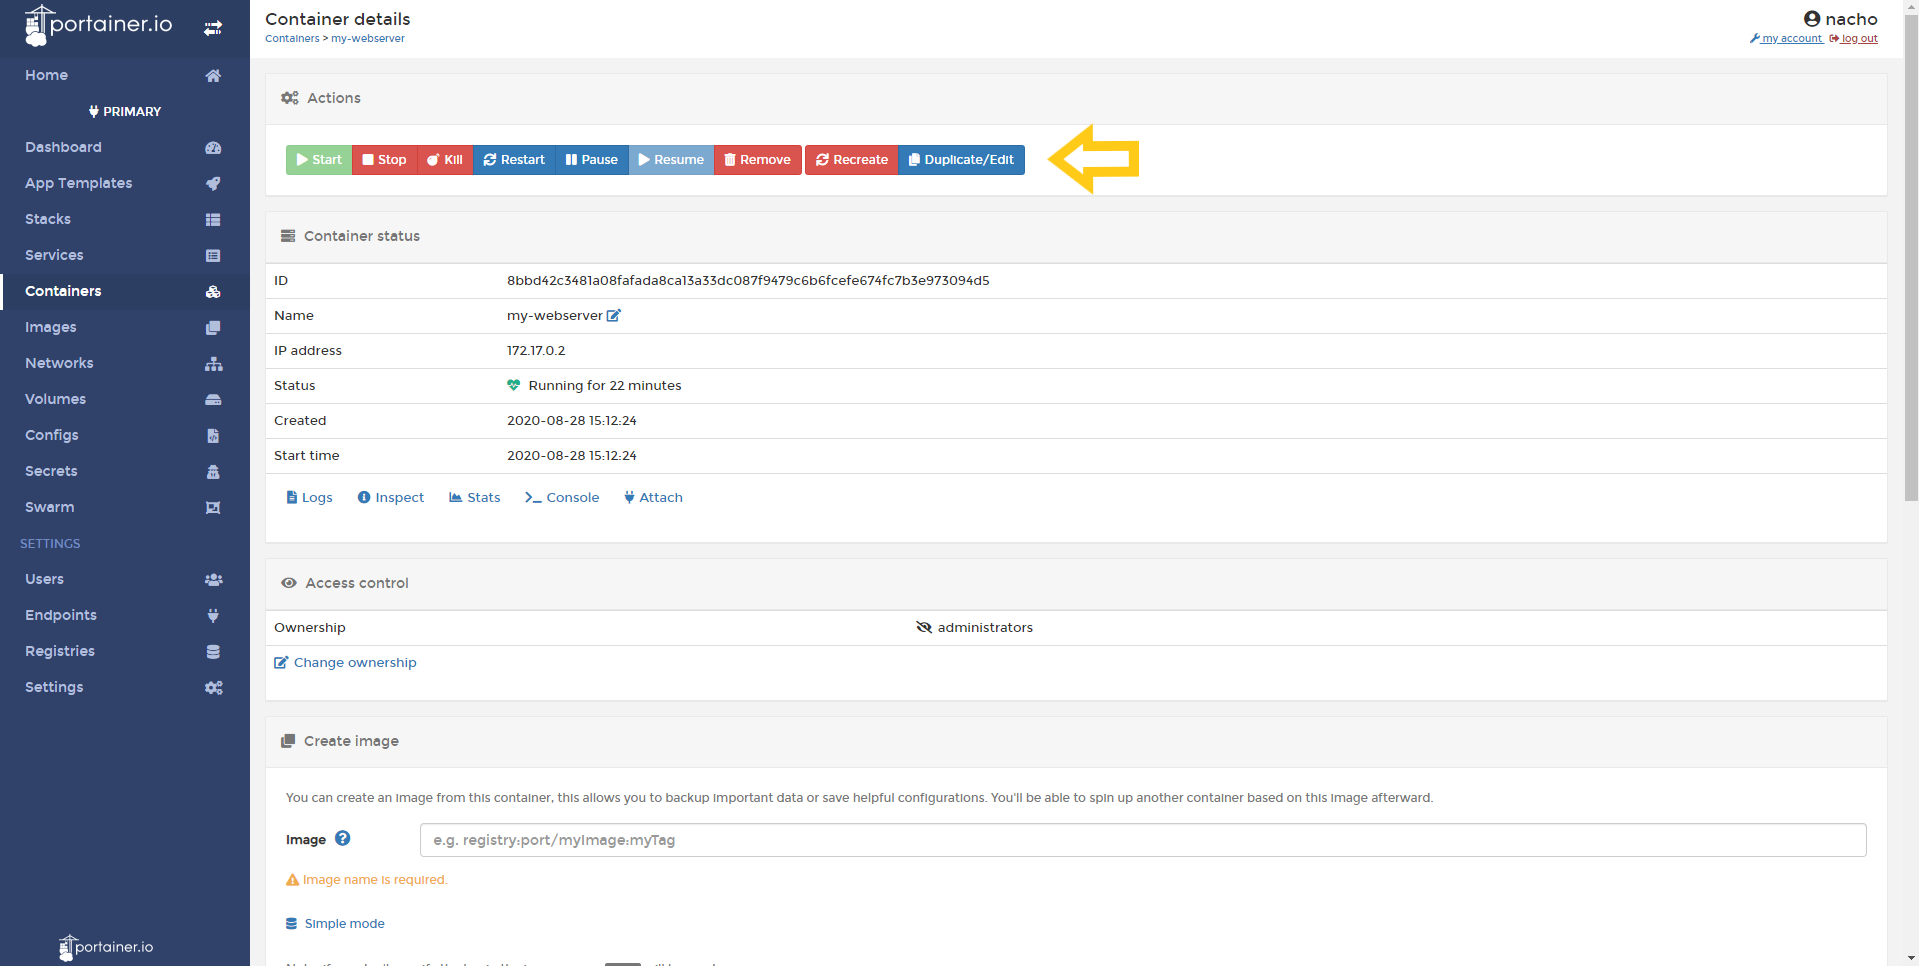 portainer.io
Home
PRIMARY
Dashboard
App Templates
Stacks
Services
Containers
Images
Networks
Volumes
Configs
Secrets
Swarm
SETTINGS
Users
Endpoints
Registries
Settings
portainer.io
Container details
Containers > my-webserver
nacho
my account log out
Actions
Start Stop Kill Restart Pause Resume Remove Recreate Duplicate/Edit
Container status
ID 8bbd42c3481a08fafada8ca13a33dc087f9479c6b6fcefe674fc7b3e973094d5
Name my-webserver
IP address 172.17.0.2
Status Running for 22 minutes
Created 2020-08-28 15:12:24
Start time 2020-08-28 15:12:24
Logs Inspect Stats Console Attach
Access control
Ownership administrators
Change ownership
Create image
You can create an image from this container, this allows you to backup important data or save helpful configurations. You'll be able to spin up another container based on this image afterward.
Image e.g. registry:port/myImage:myTag
Image name is required.
Simple mode